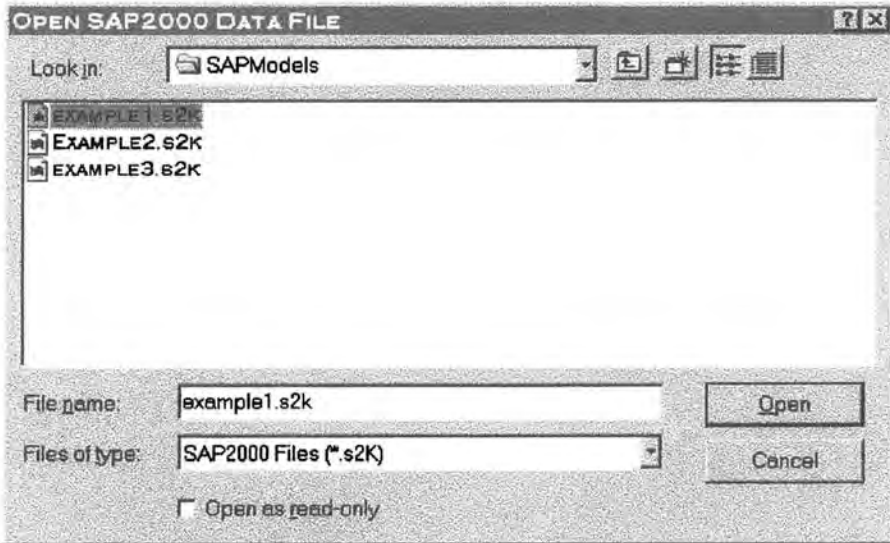 OPEN SAP2000 DATA FILE
Look in: SAPModels
EXAMPLE1.S2K
EXAMPLE2.S2K
EXAMPLE3.S2K
File name: example1.s2k Open
Files of type: SAP2000 Files (*.s2K) Cancel
Open as read-only